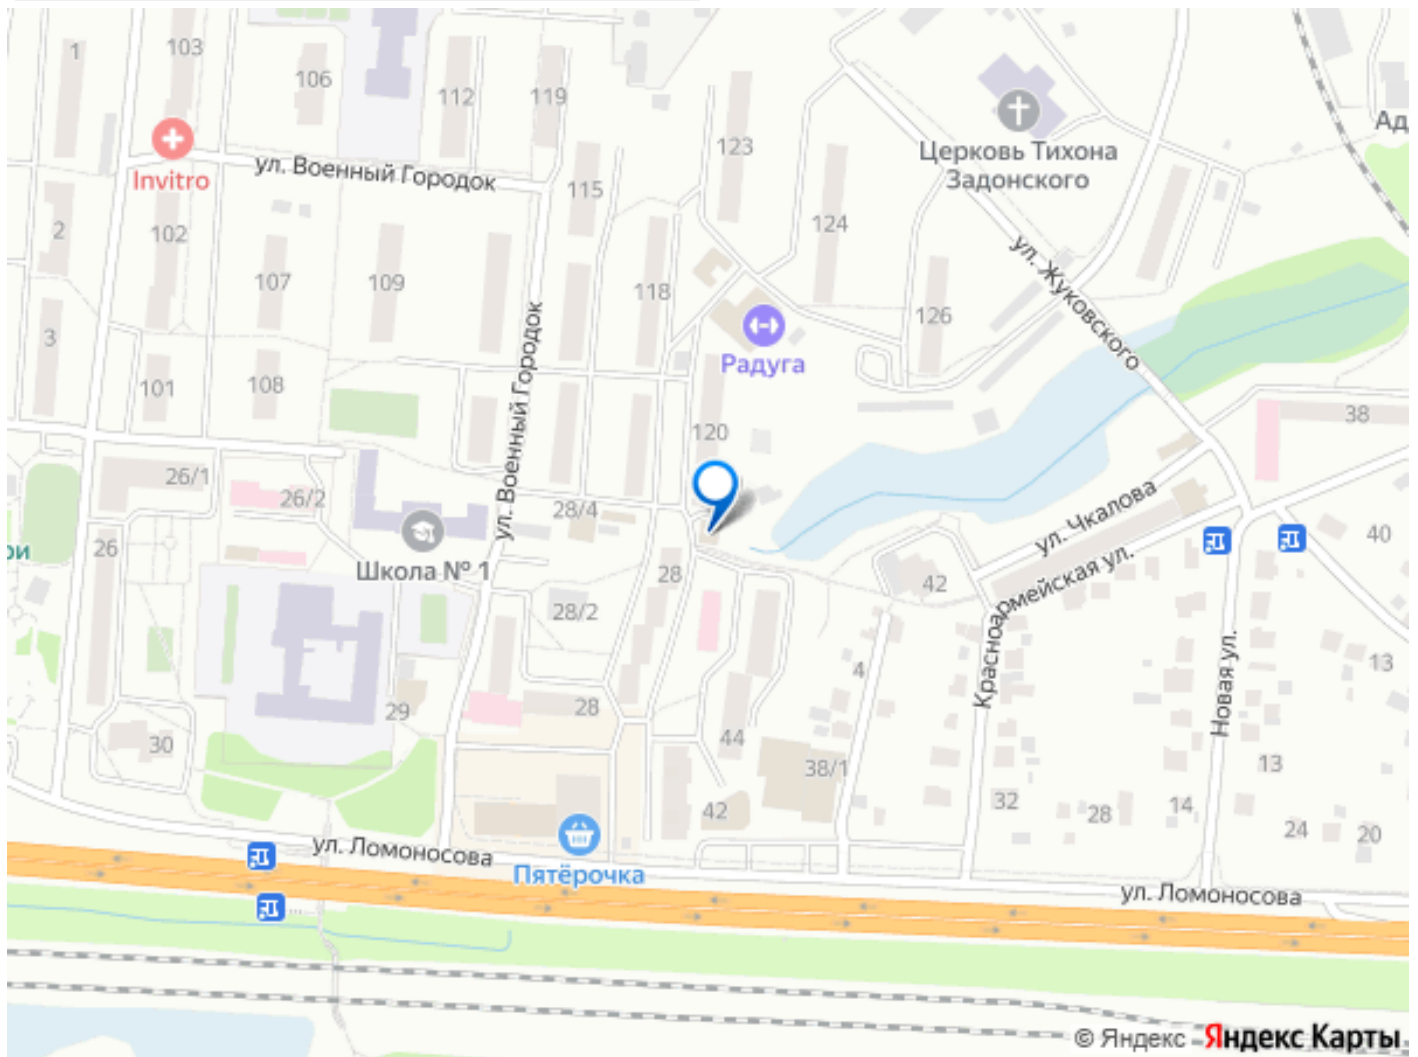 1
103
106
112
119
123
Ад
Церковь Тихона
Задонского
Invitro
ул. Военный Городок
115
2
102
107
109
118
124
ул. Жуковского
126
3
101
108
ул. Военный Городок
Радуга
120
38
26/1
26/2
28/4
ул. Чкалова
Красноармейская ул.
40
ри
26
Школа № 1
28
28/2
42
4
13
Новая ул.
29
28
30
44
38/1
13
42
32
28
14
24
20
ул. Ломоносова
Пятёрочка
ул. Ломоносова
© Яндекс Яндекс Карты